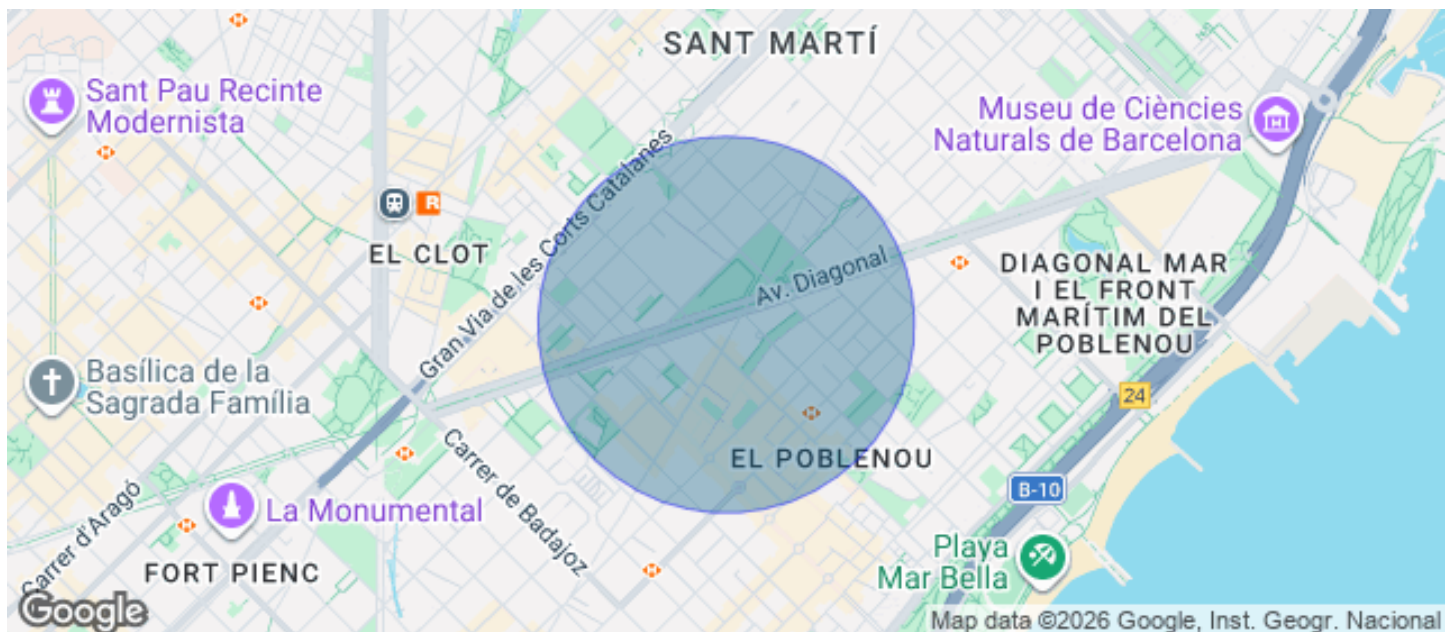 SANT MARTÍ
Sant Pau Recinte
Modernista
Museu de Ciències
Naturals de Barcelona
Gran Via de les Corts Catalanes
R
EL CLOT
Av. Diagonal
DIAGONAL MAR
I EL FRONT
MARÍTIM DEL
POBLENOU
Basílica de la
Sagrada Família
24
Carrer de Badajoz
EL POBLENOU
B-10
La Monumental
Carrer d'Aragó
Playa
Mar Bella
FORT PIENC
Google
Map data ©2026 Google, Inst. Geogr. Nacional